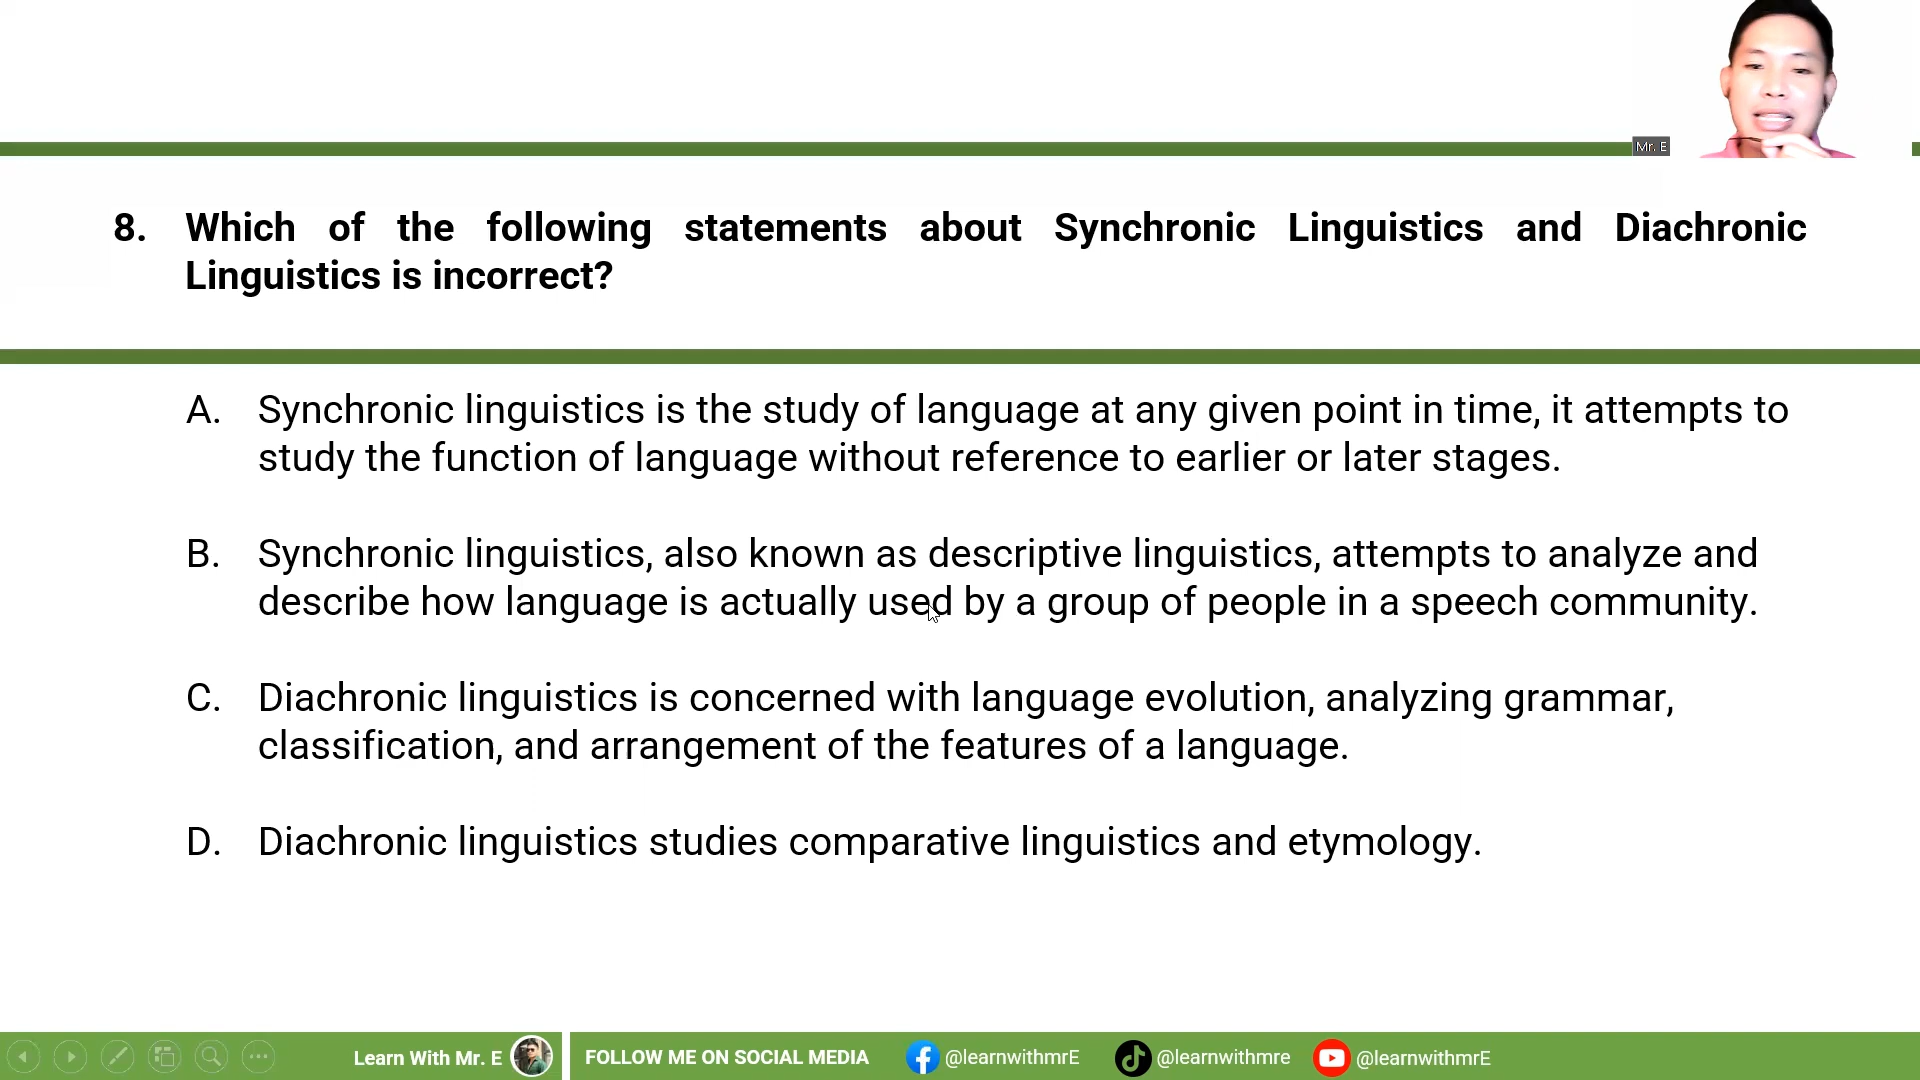 Mr. E
8. Which of the following statements about Synchronic Linguistics and Diachronic
Linguistics is incorrect?
A. Synchronic linguistics is the study of language at any given point in time, it attempts to
study the function of language without reference to earlier or later stages.
B. Synchronic linguistics, also known as descriptive linguistics, attempts to analyze and
describe how language is actually used by a group of people in a speech community.
C. Diachronic linguistics is concerned with language evolution, analyzing grammar,
classification, and arrangement of the features of a language.
D. Diachronic linguistics studies comparative linguistics and etymology.
Learn With Mr. E FOLLOW ME ON SOCIAL MEDIA @learnwithmrE @learnwithmre @learnwithmrE